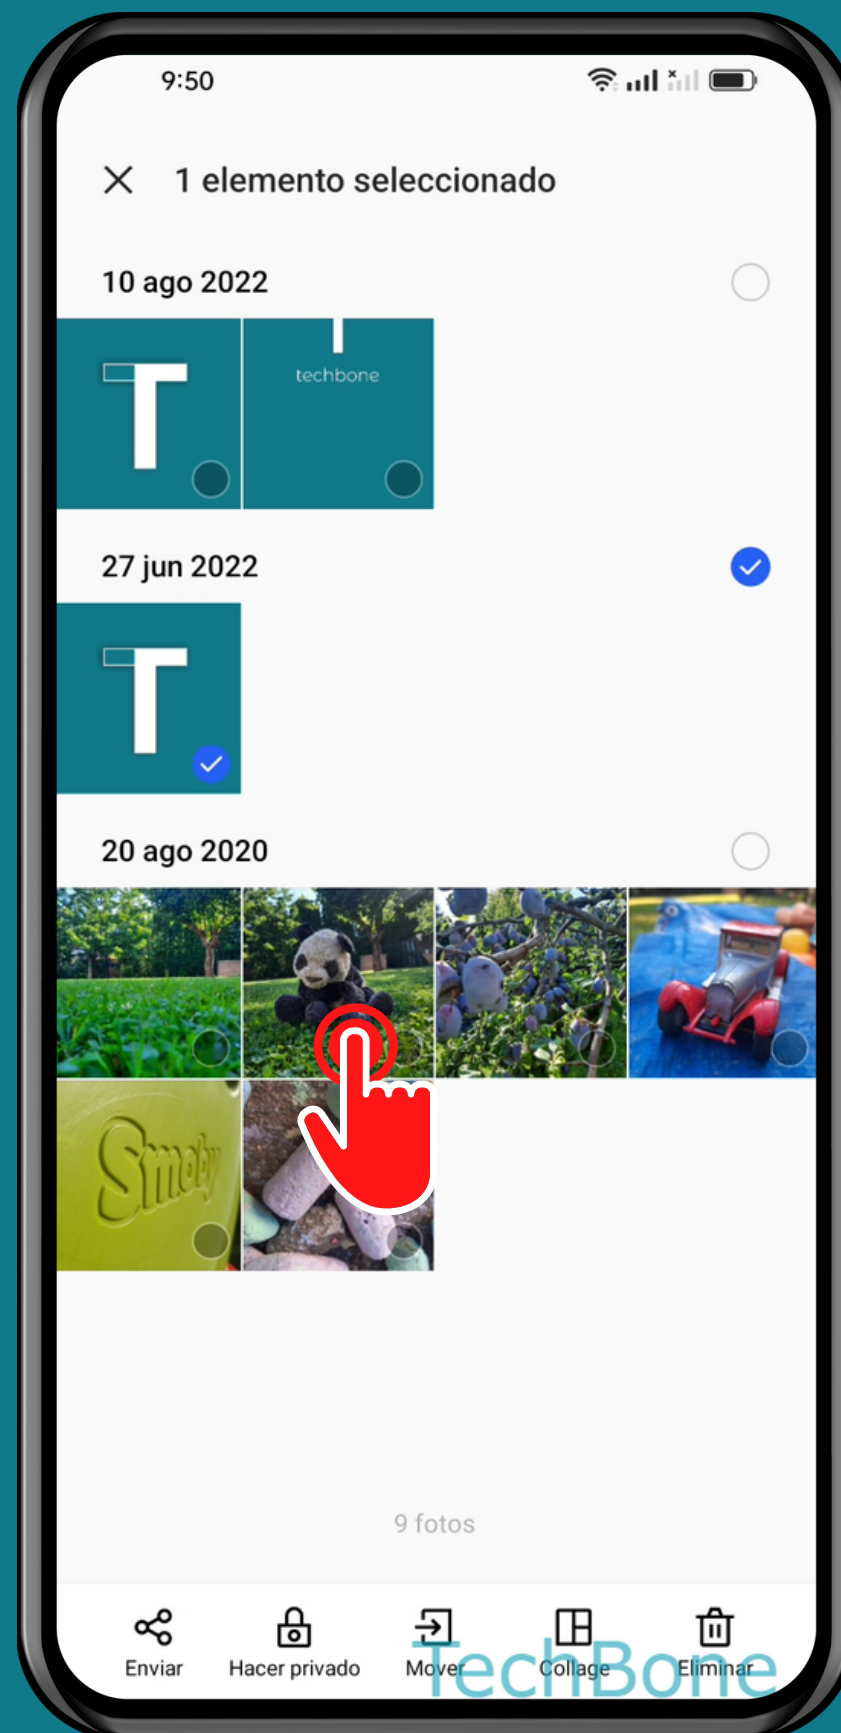 9:50
1 elemento seleccionado
10 ago 2022
T
techbone
27 jun 2022
T
20 ago 2020
Smoby
9 fotos
Enviar
Hacer privado
Mover
Collage
Eliminar
TechBone